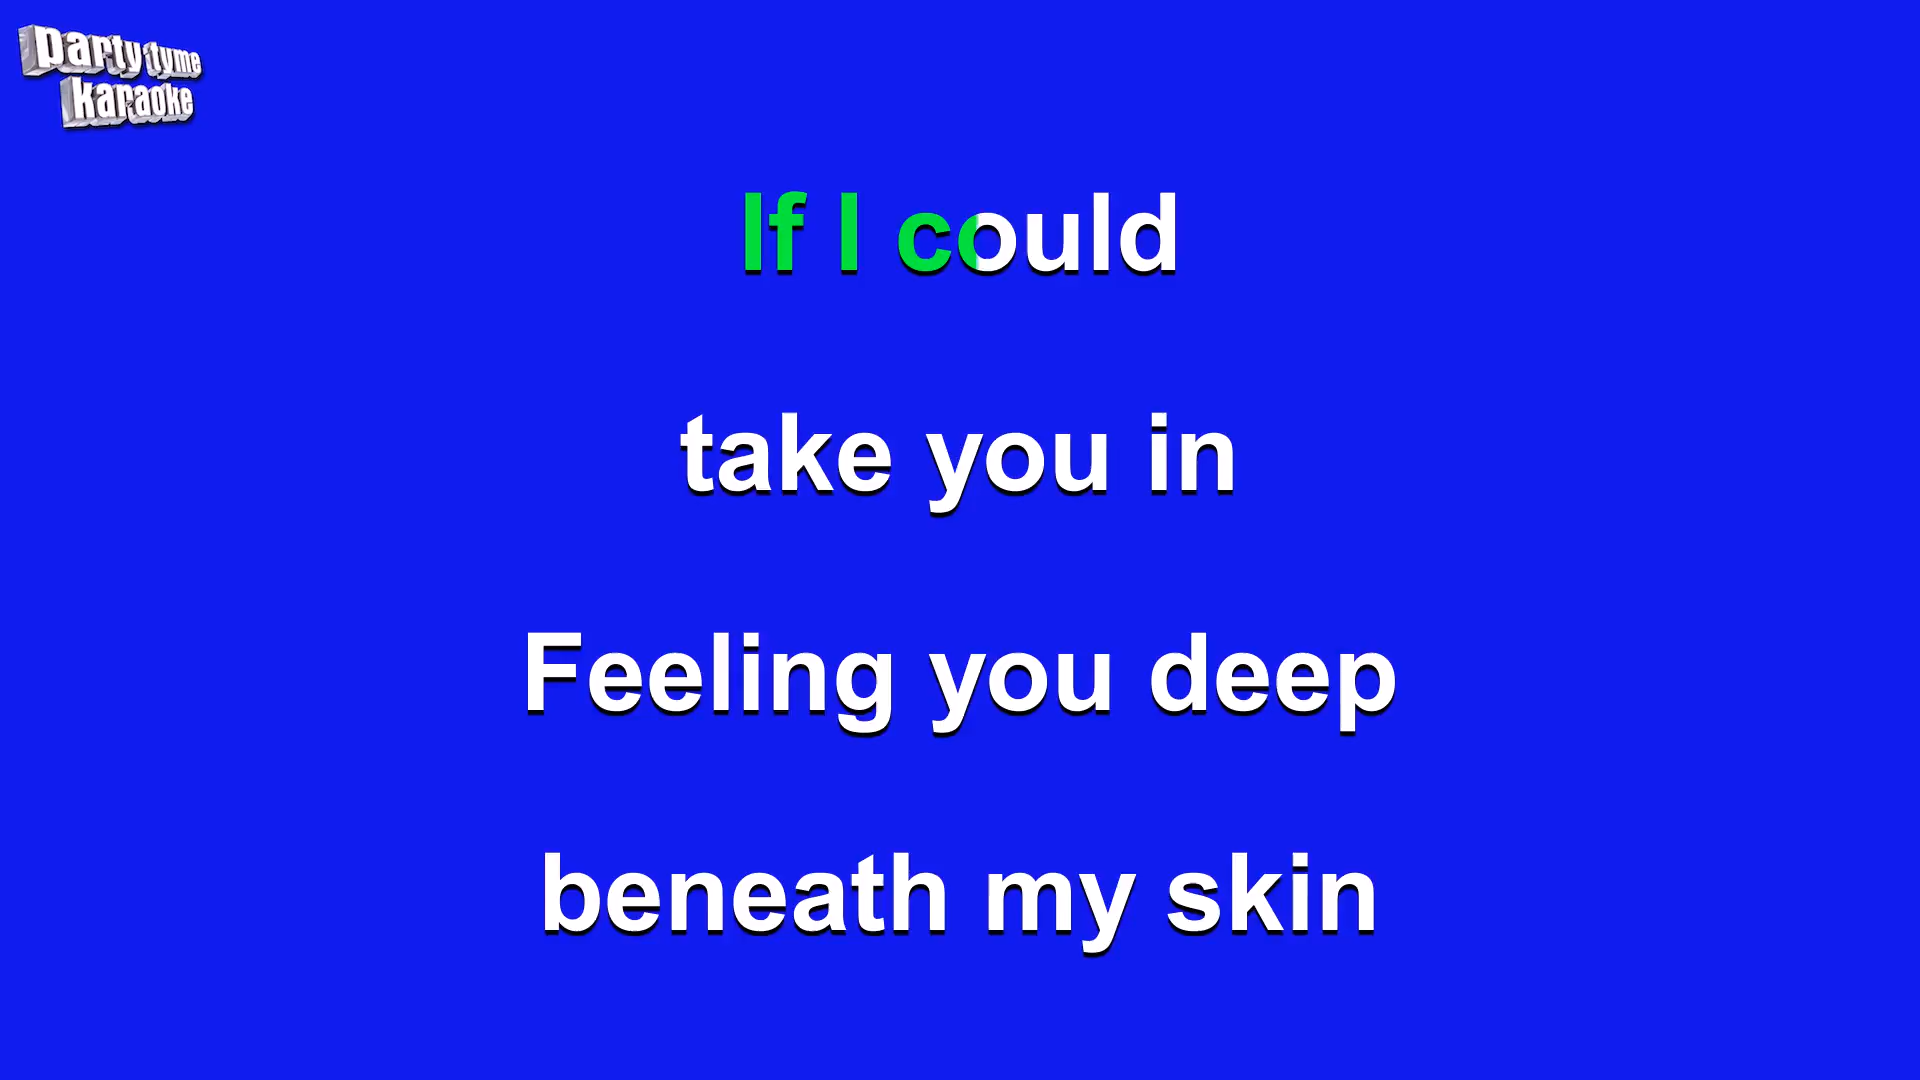 party tyme
karaoke
If I could
take you in
Feeling you deep
beneath my skin